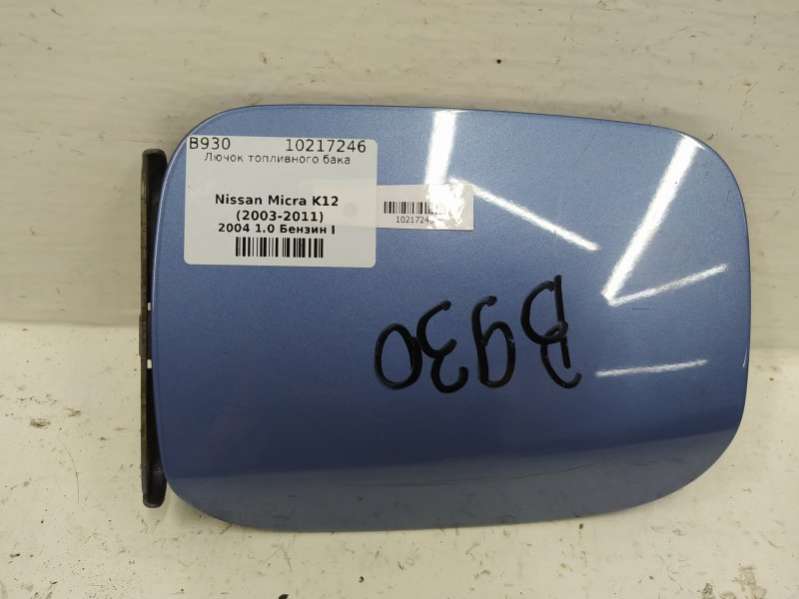 B930 10217246
Лючок топливного бака
Nissan Micra K12
(2003-2011)
2004 1.0 Бензин I
B930